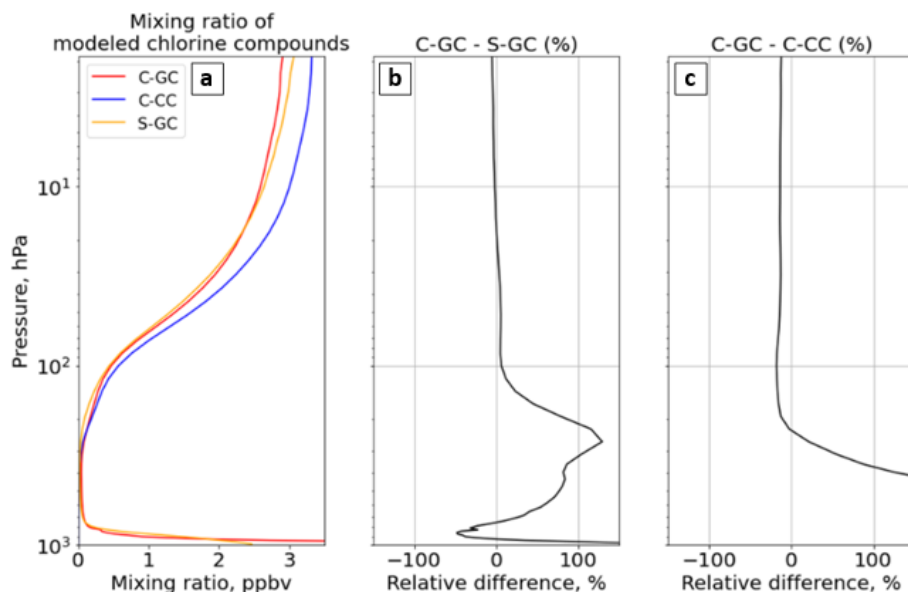 Mixing ratio of
modeled chlorine compounds
C-GC - S-GC (%)
C-GC - C-CC (%)
a
b
c
C-GC
C-CC
S-GC
Pressure, hPa
10¹
10²
10³
0
1
2
3
−100
0
100
−100
0
100
Mixing ratio, ppbv
Relative difference, %
Relative difference, %